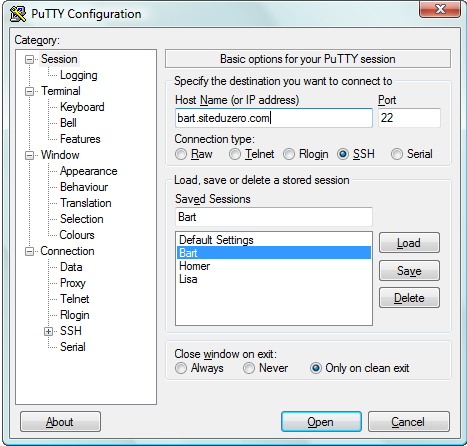 PuTTY Configuration
Category:
Session
Logging
Terminal
Keyboard
Bell
Features
Window
Appearance
Behaviour
Translation
Selection
Colours
Connection
Data
Proxy
Telnet
Rlogin
SSH
Serial
Basic options for your PuTTY session
Specify the destination you want to connect to
Host Name (or IP address) Port
bart.siteduzero.com 22
Connection type:
Raw Telnet Rlogin SSH Serial
Load, save or delete a stored session
Saved Sessions
Bart
Default Settings
Bart
Homer
Lisa
Load
Save
Delete
Close window on exit:
Always Never Only on clean exit
About Open Cancel